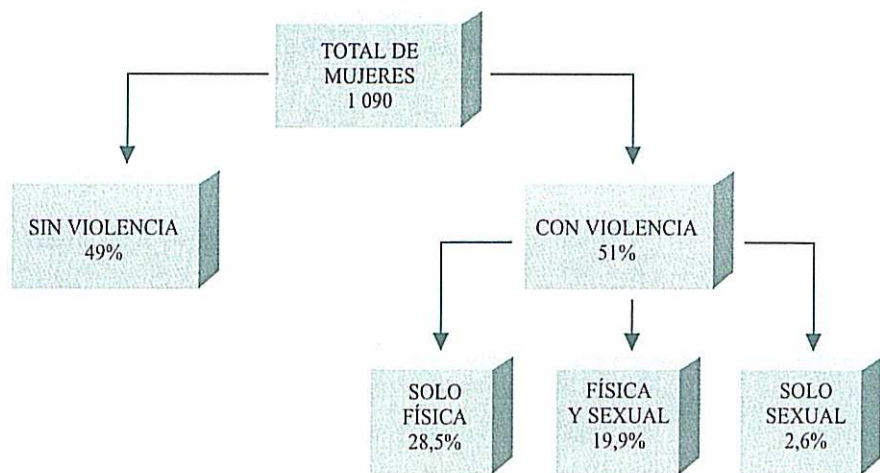 TOTAL DE
MUJERES
1 090
SIN VIOLENCIA
49%
CON VIOLENCIA
51%
SOLO
FÍSICA
28,5%
FÍSICA
Y SEXUAL
19,9%
SOLO
SEXUAL
2,6%